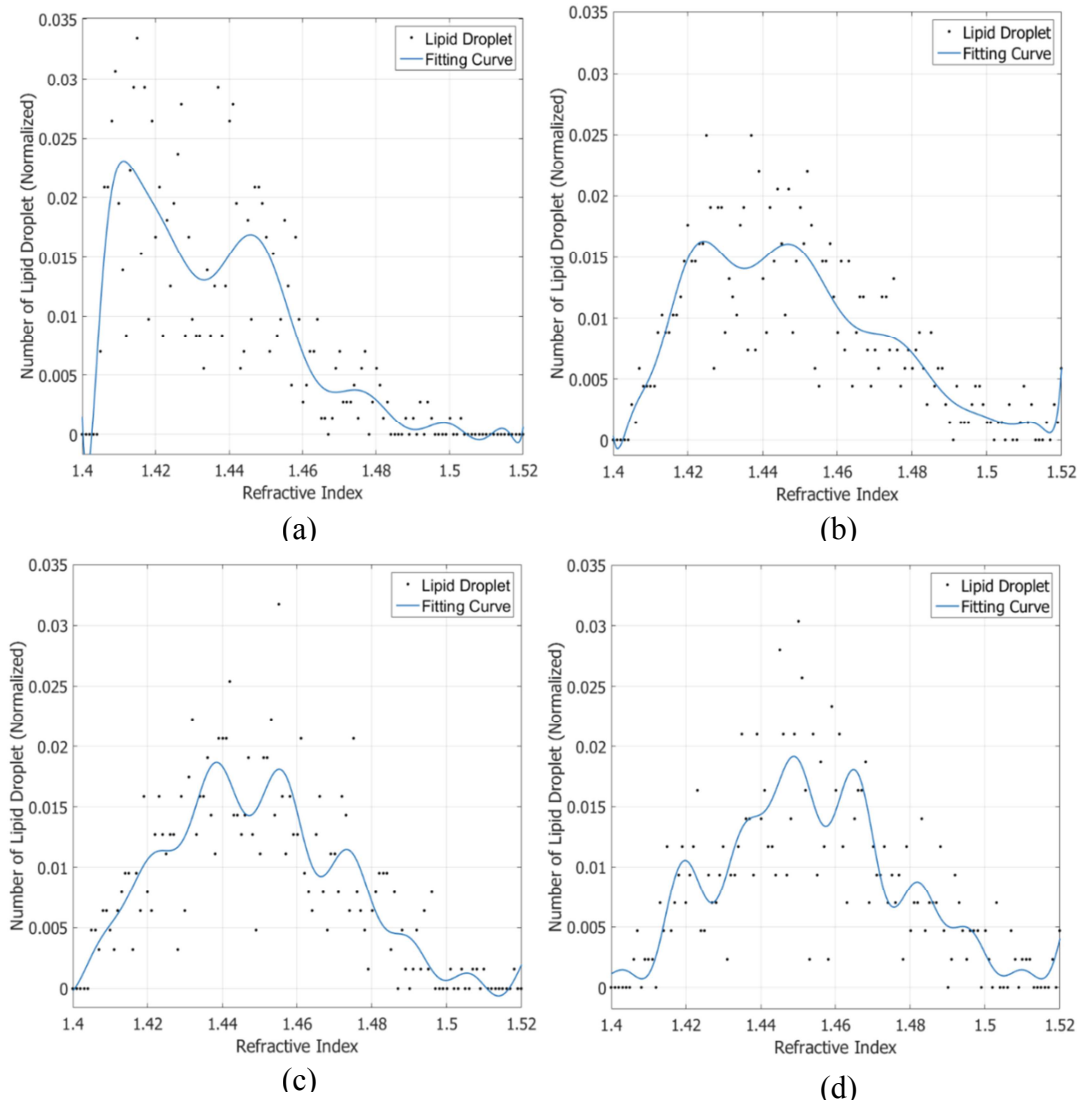 0.035
0.03
0.025
0.02
0.015
0.01
0.005
0
Number of Lipid Droplet (Normalized)
Lipid Droplet
Fitting Curve
1.4 1.42 1.44 1.46 1.48 1.5 1.52
Refractive Index
(a)
0.035
0.03
0.025
0.02
0.015
0.01
0.005
0
Number of Lipid Droplet (Normalized)
Lipid Droplet
Fitting Curve
1.4 1.42 1.44 1.46 1.48 1.5 1.52
Refractive Index
(b)
0.035
0.03
0.025
0.02
0.015
0.01
0.005
0
Number of Lipid Droplet (Normalized)
Lipid Droplet
Fitting Curve
1.4 1.42 1.44 1.46 1.48 1.5 1.52
Refractive Index
(c)
0.035
0.03
0.025
0.02
0.015
0.01
0.005
0
Number of Lipid Droplet (Normalized)
Lipid Droplet
Fitting Curve
1.4 1.42 1.44 1.46 1.48 1.5 1.52
Refractive Index
(d)